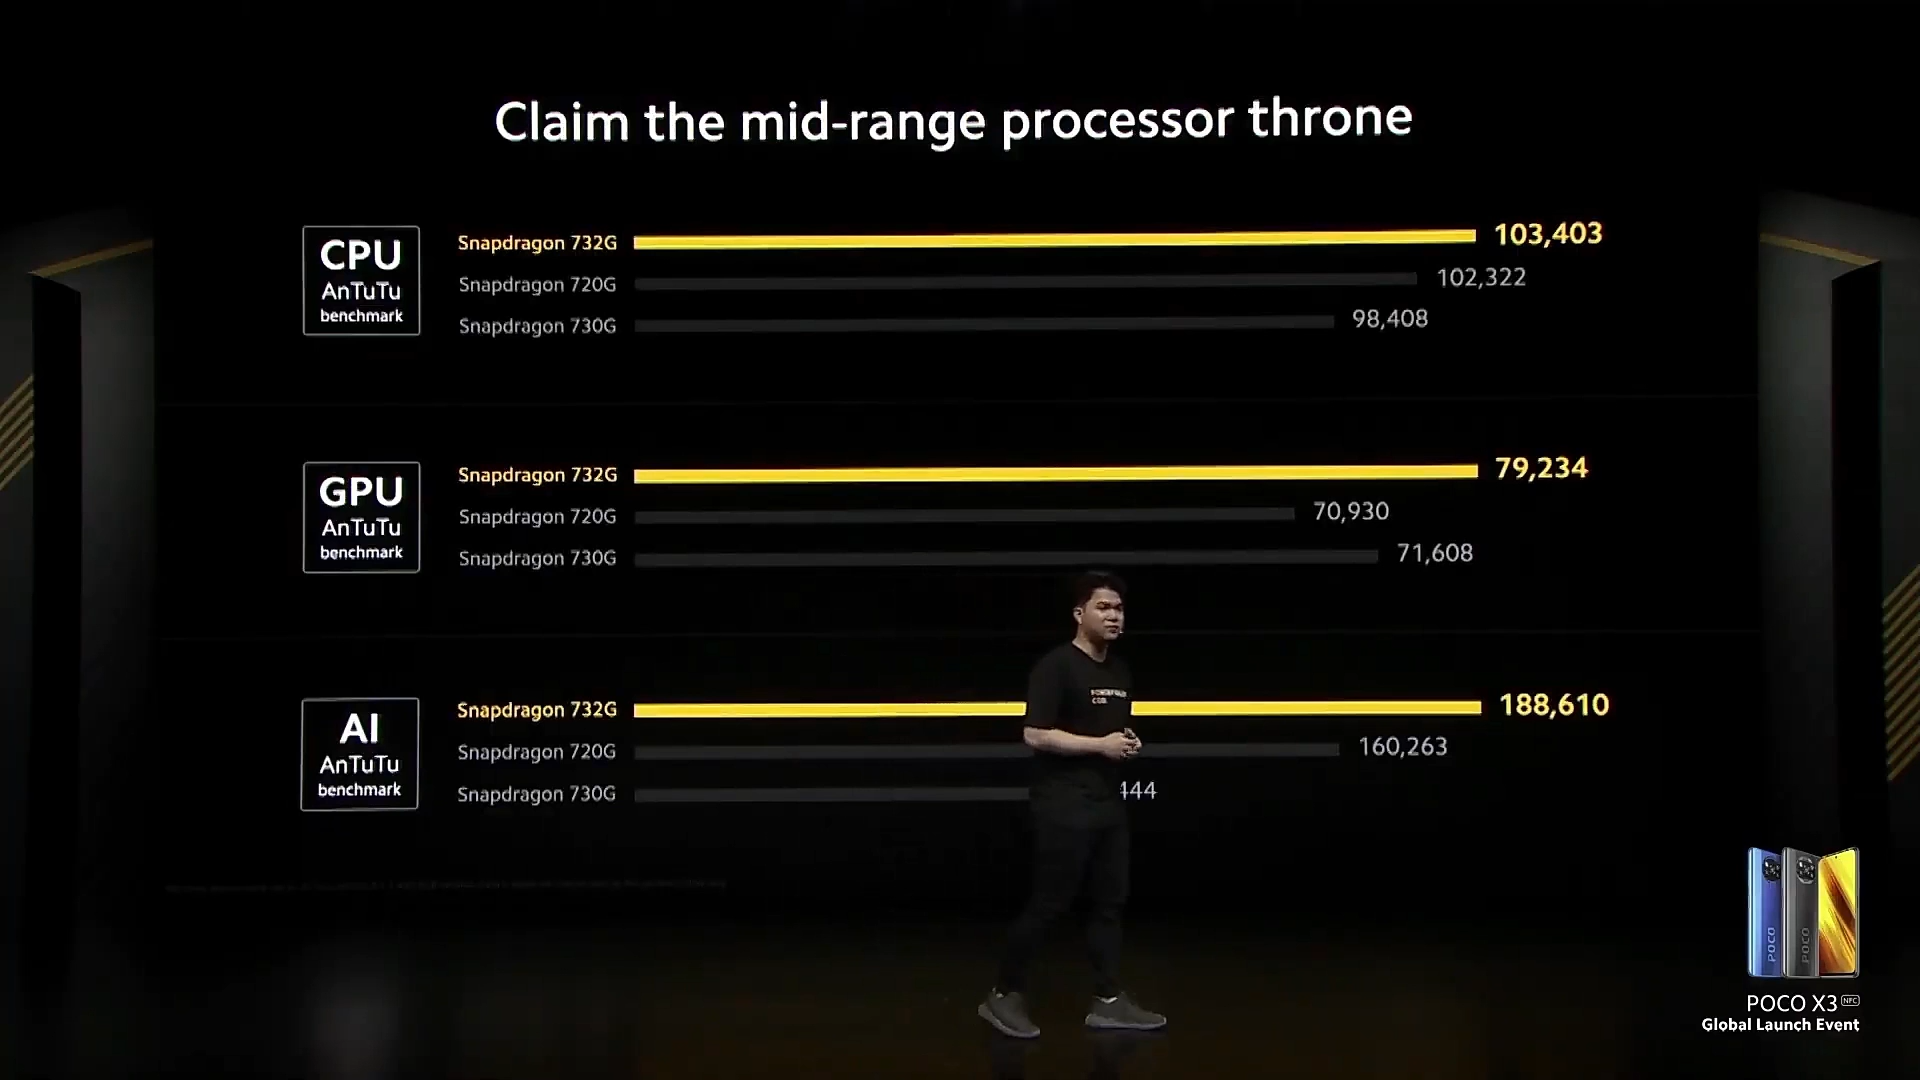 Claim the mid-range processor throne
CPU
AnTuTu
benchmark
Snapdragon 732G 103,403
Snapdragon 720G 102,322
Snapdragon 730G 98,408
GPU
AnTuTu
benchmark
Snapdragon 732G 79,234
Snapdragon 720G 70,930
Snapdragon 730G 71,608
AI
AnTuTu
benchmark
Snapdragon 732G 188,610
Snapdragon 720G 160,263
Snapdragon 730G 444
POCO
POCO
POCO X3 NFC
Global Launch Event